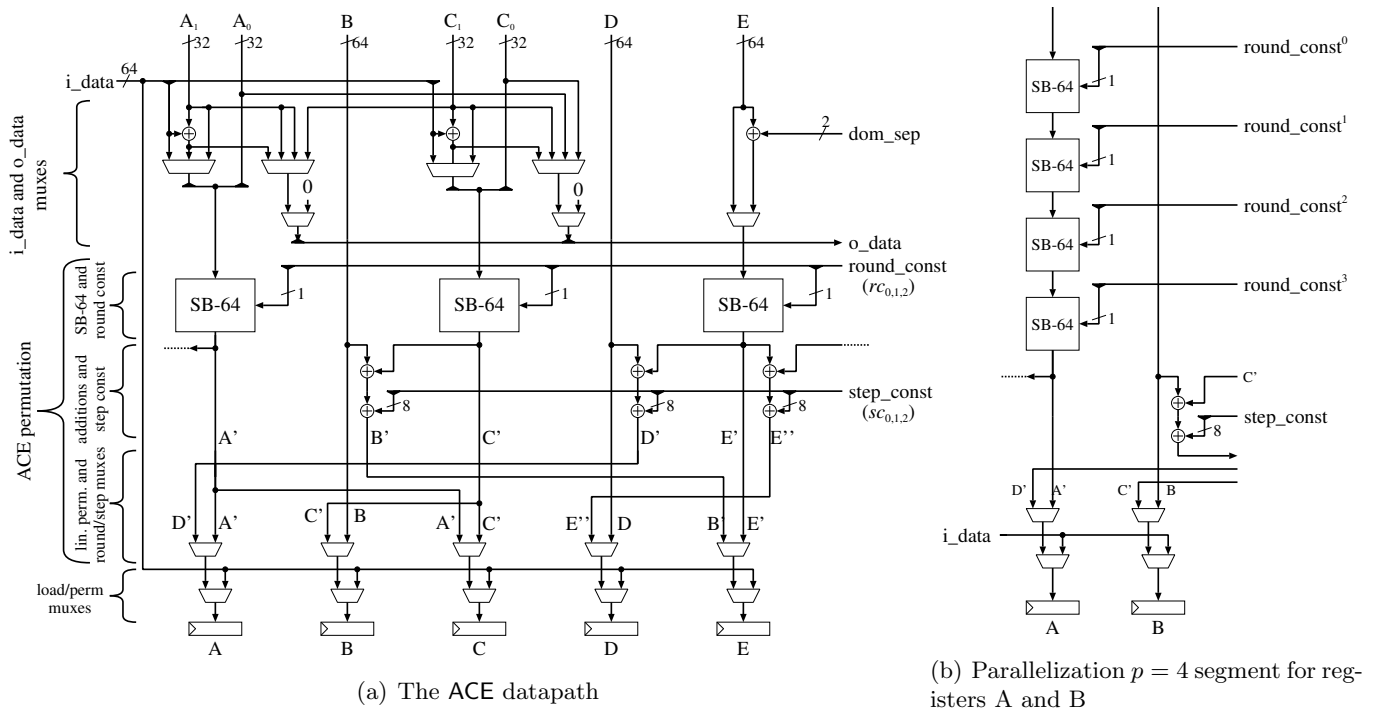 A₁ A₀ B C₁ C₀ D E
32 32 64 32 32 64 64
i_data 64
2 dom_sep
i_data and o_data
muxes
0 0
o_data
round_const
(rc₀,₁,₂)
SB-64 1 SB-64 1 SB-64 1
ACE permutation
SB-64 and
round const
additions and
step const
step_const
(sc₀,₁,₂)
8 8 8
A' B' C' D' E' E''
lin. perm. and
round/step muxes
D' A' C' B A' C' E'' D B' E'
load/perm
muxes
A B C D E
(a) The ACE datapath
round_const⁰
SB-64 1
round_const¹
SB-64 1
round_const²
SB-64 1
round_const³
SB-64 1
C'
step_const
8
D' A' C' B
i_data
A B
(b) Parallelization p = 4 segment for reg-
isters A and B